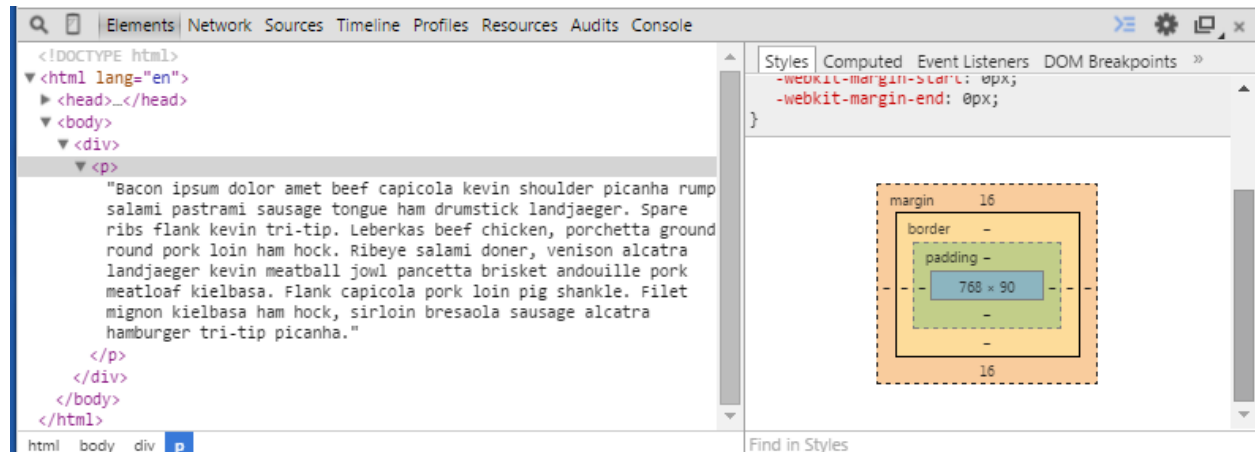 Elements Network Sources Timeline Profiles Resources Audits Console
<!DOCTYPE html>
▼<html lang="en">
▶<head>…</head>
▼<body>
▼<div>
▼<p>
"Bacon ipsum dolor amet beef capicola kevin shoulder picanha rump
salami pastrami sausage tongue ham drumstick landjaeger. Spare
ribs flank kevin tri-tip. Leberkas beef chicken, porchetta ground
round pork loin ham hock. Ribeye salami doner, venison alcatra
landjaeger kevin meatball jowl pancetta brisket andouille pork
meatloaf kielbasa. Flank capicola pork loin pig shankle. Filet
mignon kielbasa ham hock, sirloin bresaola sausage alcatra
hamburger tri-tip picanha."
</p>
</div>
</body>
</html>
html body div p
Styles Computed Event Listeners DOM Breakpoints »
-webkit-margin-start: 0px;
-webkit-margin-end: 0px;
}
margin 16
border –
padding –
– – – 768 × 90 – – –
–
–
16
Find in Styles